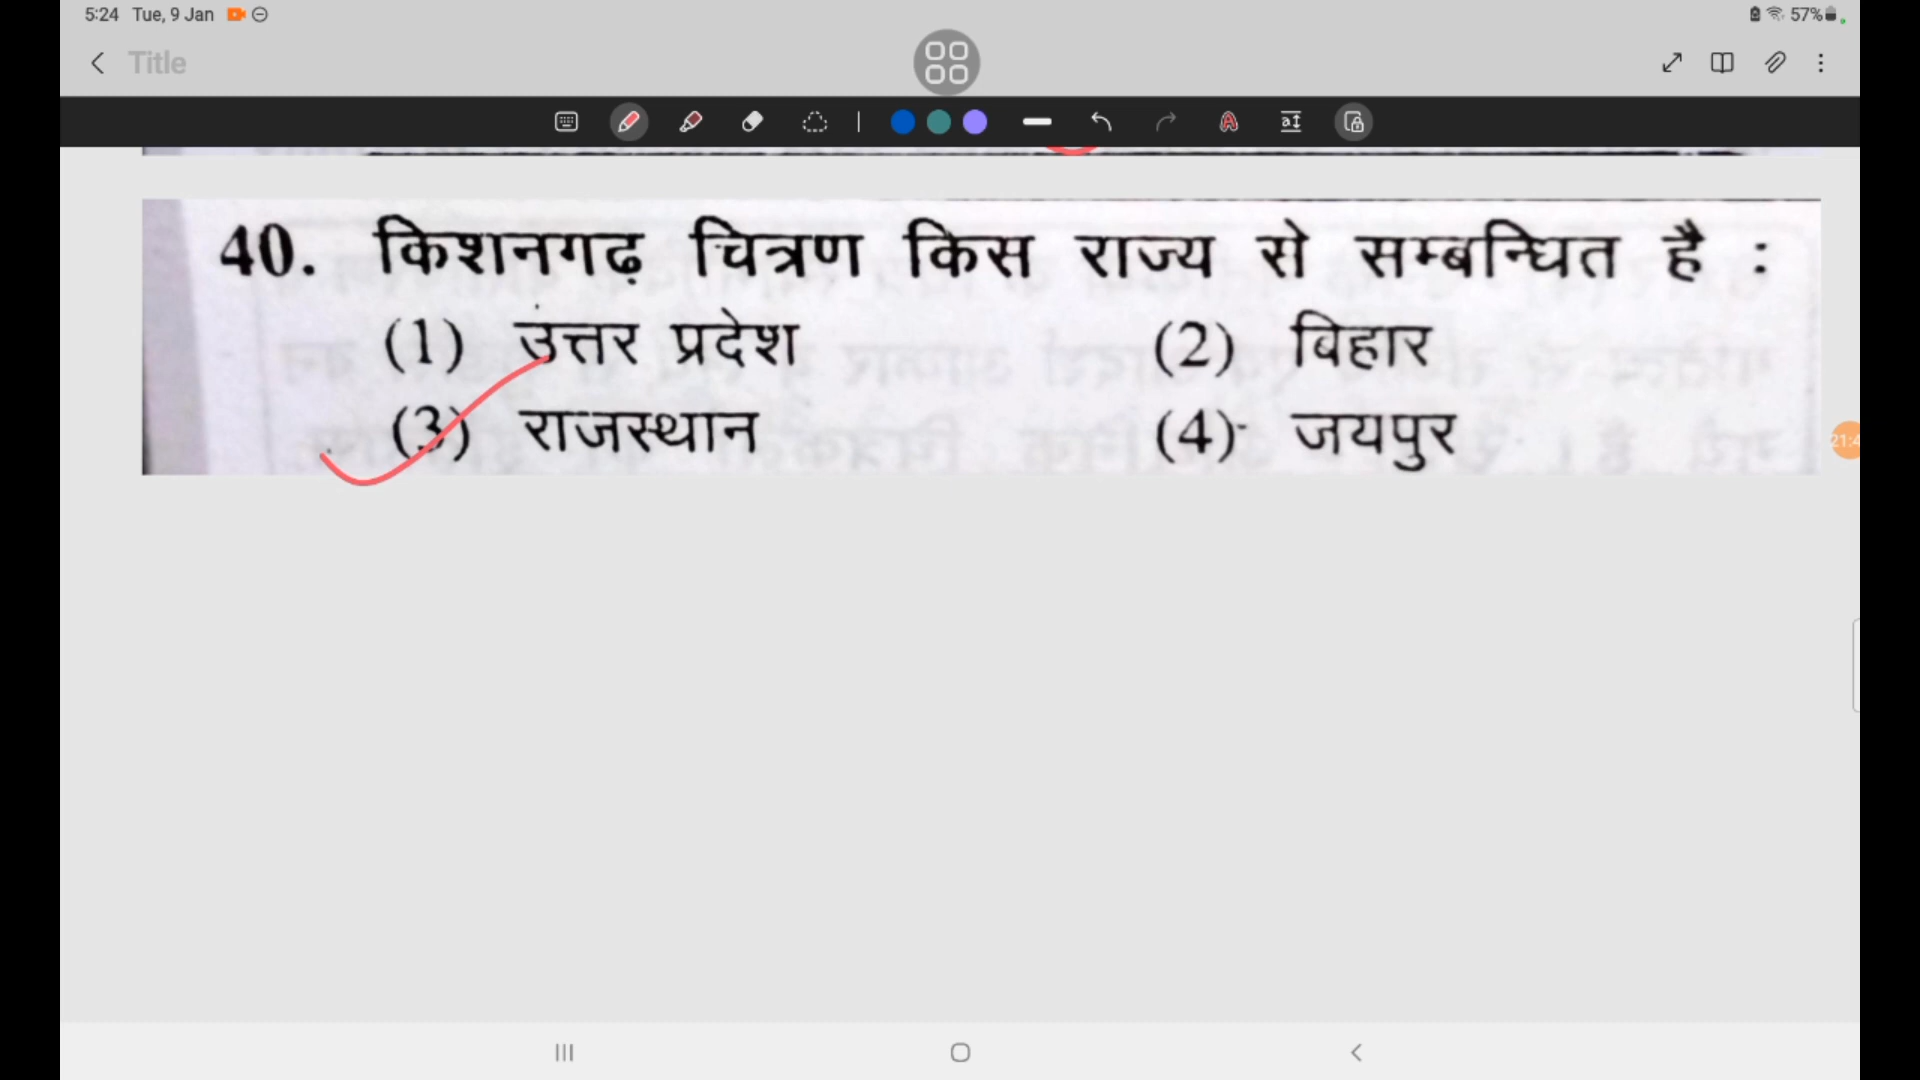 5:24 Tue, 9 Jan
57%
Title
40. किशनगढ़ चित्रण किस राज्य से सम्बन्धित है :
(1) उत्तर प्रदेश (2) बिहार
(3) राजस्थान (4) जयपुर